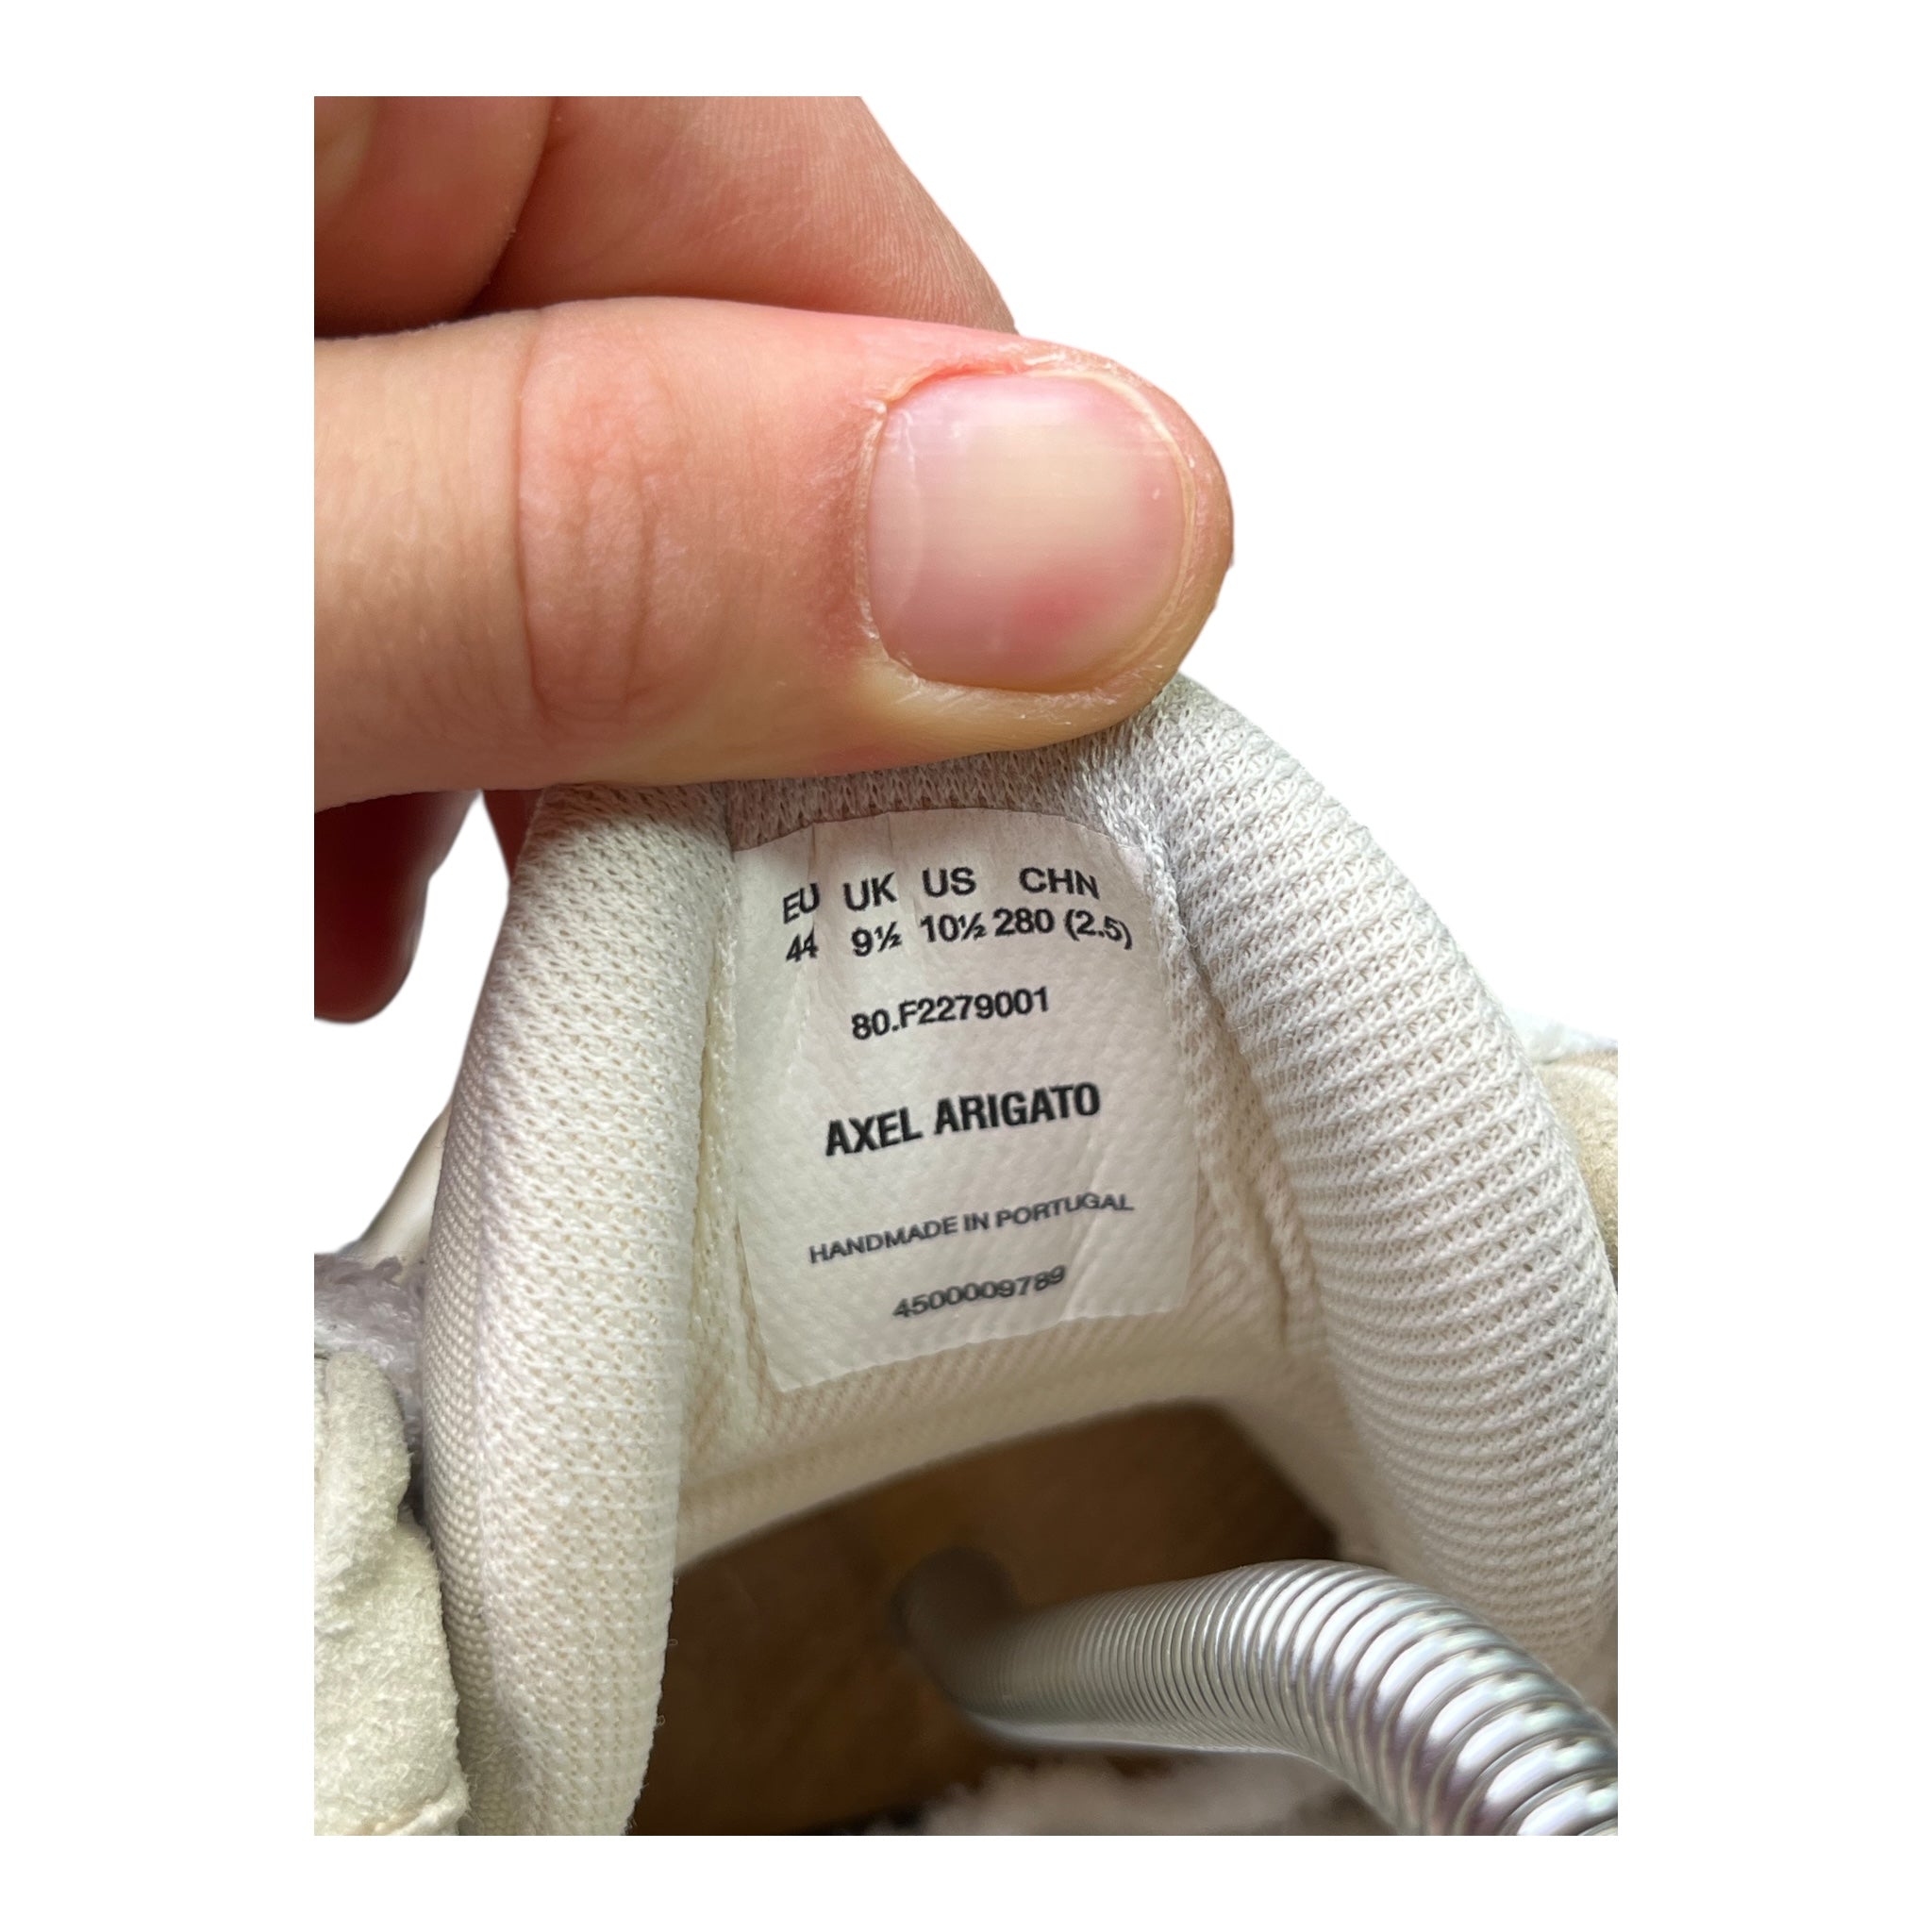 EU UK US CHN
44 9½ 10½ 280 (2.5)
80.F2279001
AXEL ARIGATO
HANDMADE IN PORTUGAL
4500009789